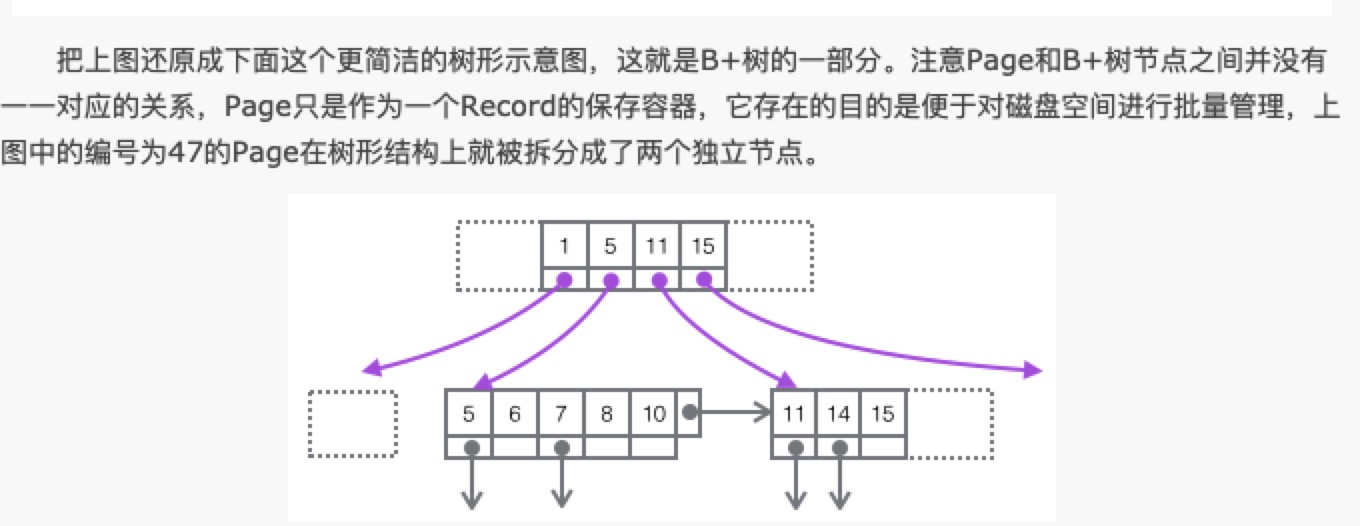 把上图还原成下面这个更简洁的树形示意图，这就是B+树的一部分。注意Page和B+树节点之间并没有
一一对应的关系，Page只是作为一个Record的保存容器，它存在的目的是便于对磁盘空间进行批量管理，上
图中的编号为47的Page在树形结构上就被拆分成了两个独立节点。
1 5 11 15
5 6 7 8 10 11 14 15